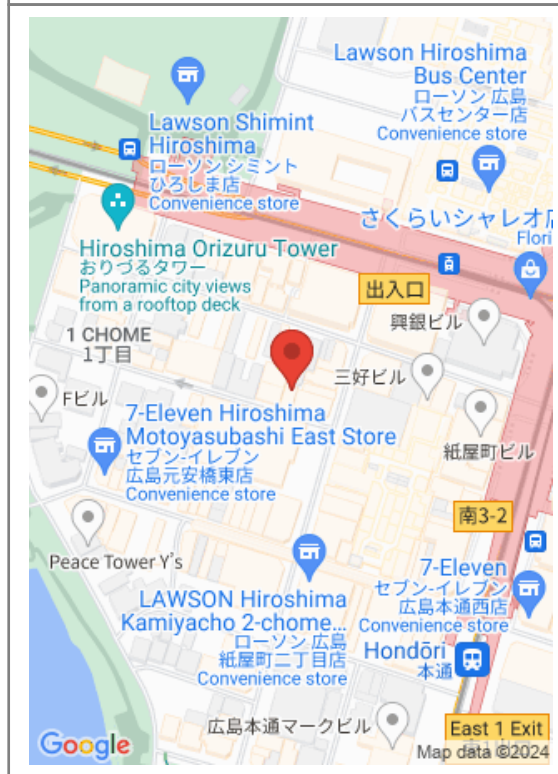 Lawson Hiroshima
Bus Center
ローソン 広島
バスセンター店
Convenience store
Lawson Shimint
Hiroshima
ローソン シミント
ひろしま店
Convenience store
さくらいシャレオ店
Flori
Hiroshima Orizuru Tower
おりづるタワー
Panoramic city views
from a rooftop deck
出入口
興銀ビル
1 CHOME
1丁目
三好ビル
Fビル
7-Eleven Hiroshima
Motoyasubashi East Store
セブン-イレブン
広島元安橋東店
Convenience store
紙屋町ビル
南3-2
Peace Tower Y's
7-Eleven
セブン-イレブン
広島本通西店
Convenience store
LAWSON Hiroshima
Kamiyacho 2-chome...
ローソン 広島
紙屋町二丁目店
Convenience store
Hondōri
本通
広島本通マークビル
East 1 Exit
Google
Map data ©2024